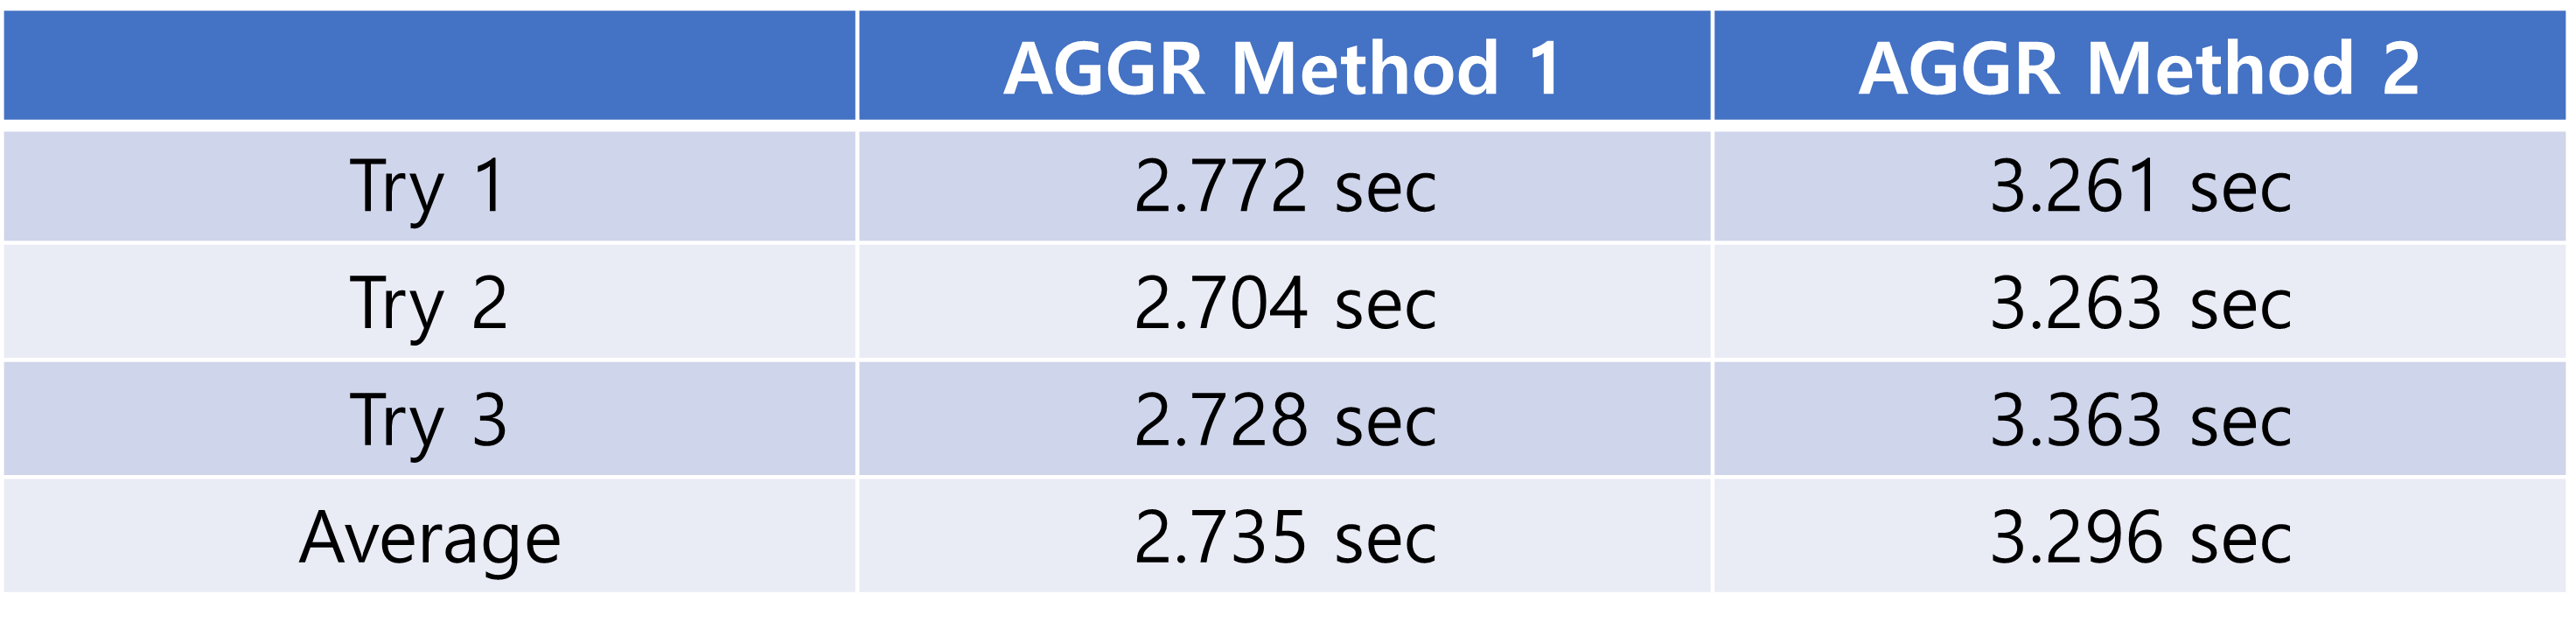 AGGR Method 1 AGGR Method 2
Try 1 2.772 sec 3.261 sec
Try 2 2.704 sec 3.263 sec
Try 3 2.728 sec 3.363 sec
Average 2.735 sec 3.296 sec